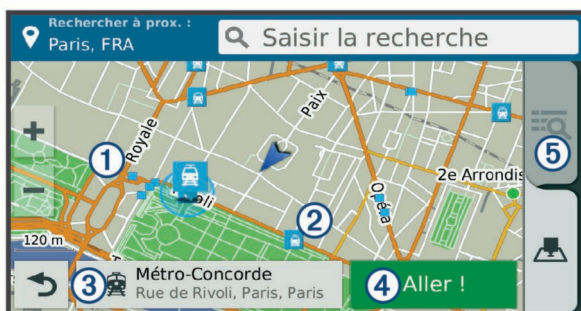 Rechercher à prox. :
Paris, FRA
Saisir la recherche
+
Paix
Royale
①
⑤
2e Arrondis
−
Opéra
②
120 m
③
Métro-Concorde
Rue de Rivoli, Paris, Paris
④
Aller !